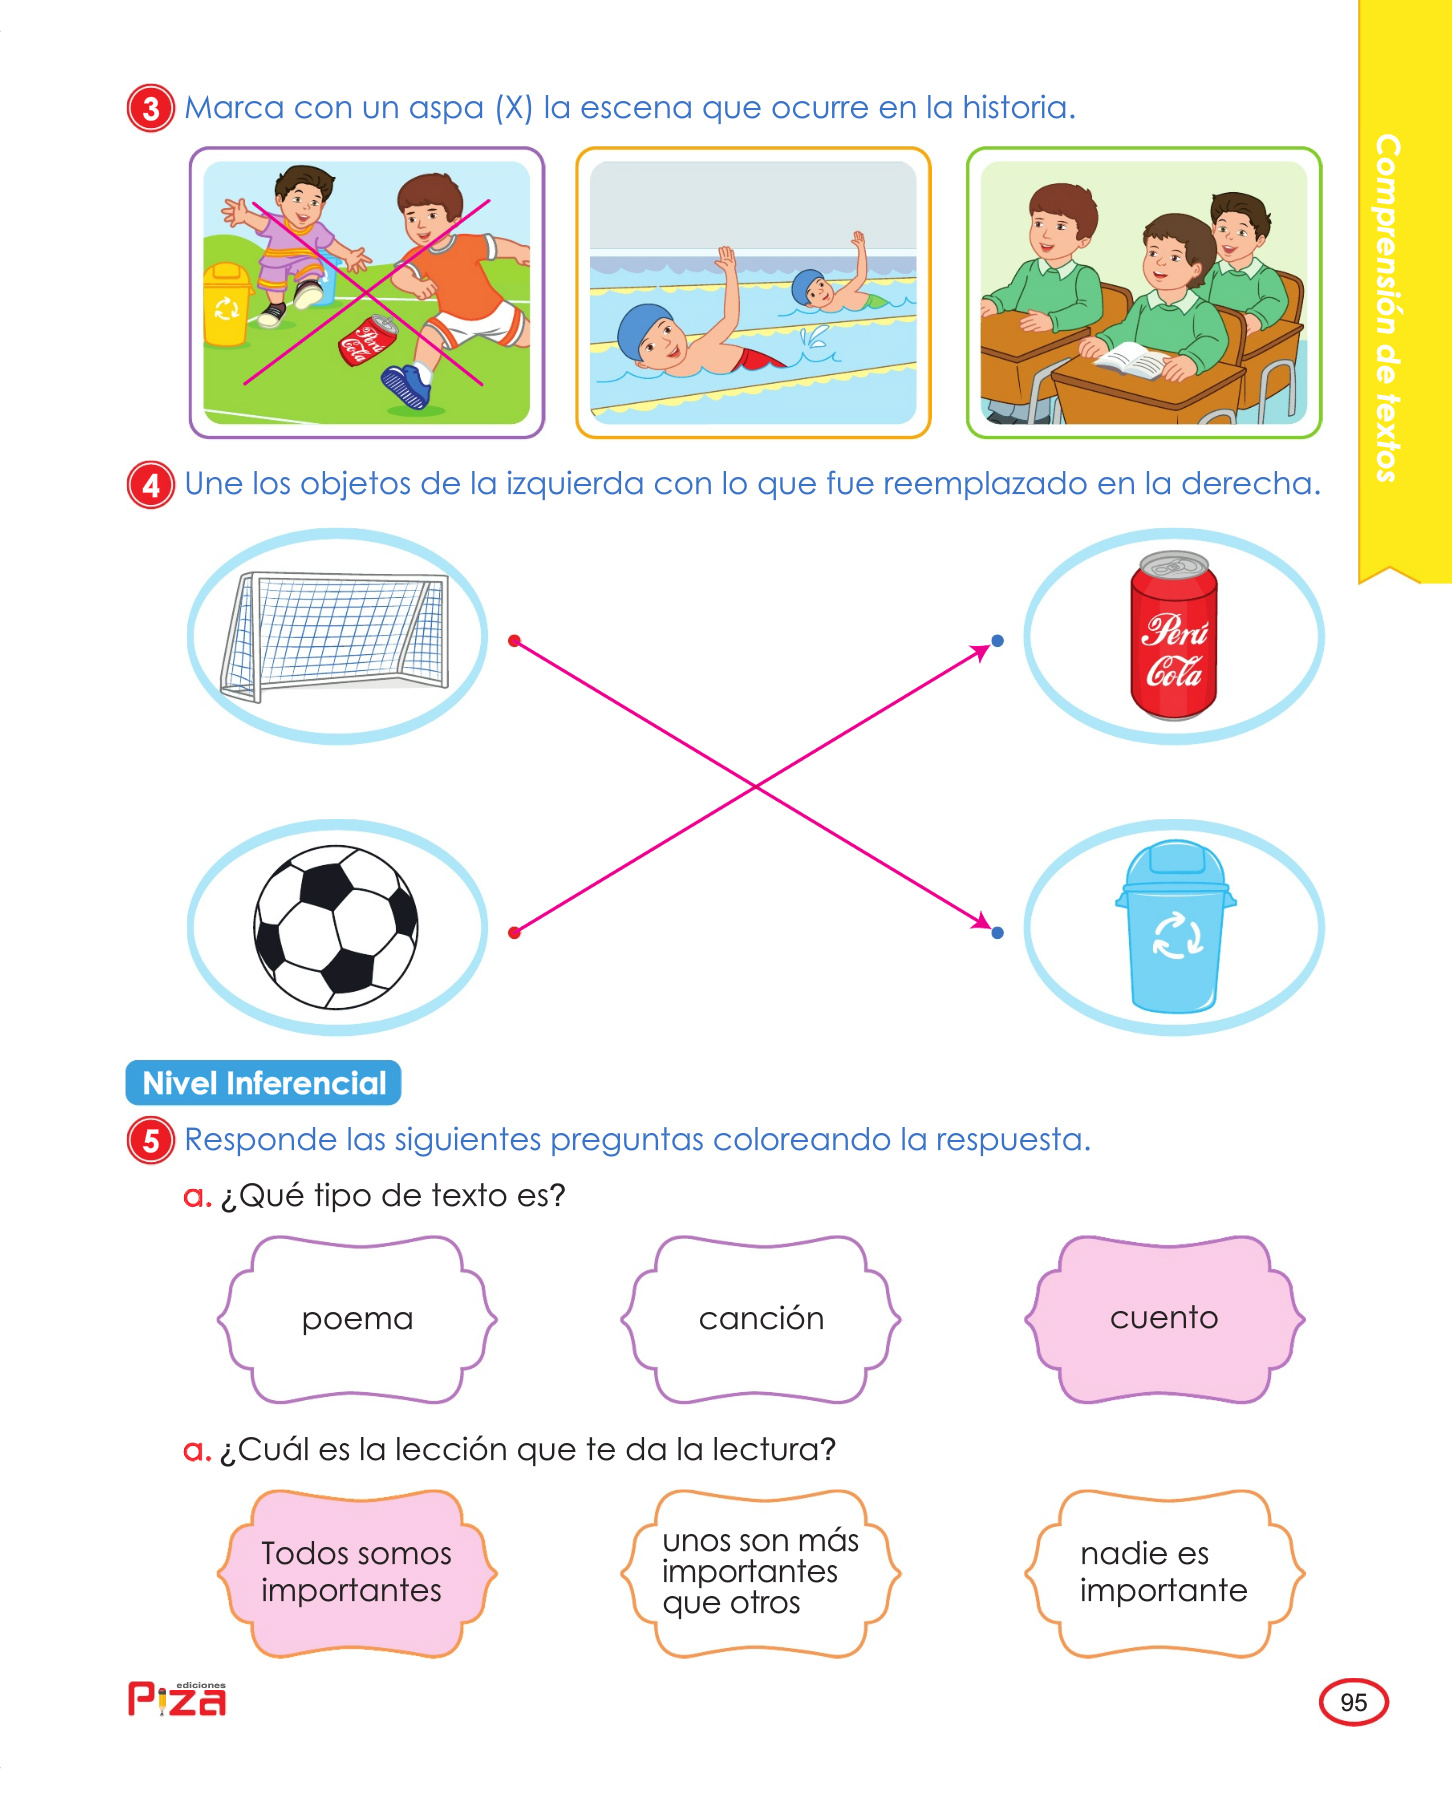 3 Marca con un aspa (X) la escena que ocurre en la historia.
Perú
Cola
4 Une los objetos de la izquierda con lo que fue reemplazado en la derecha.
Perú
Cola
Nivel Inferencial
5 Responde las siguientes preguntas coloreando la respuesta.
a. ¿Qué tipo de texto es?
poema
canción
cuento
a. ¿Cuál es la lección que te da la lectura?
Todos somos
importantes
unos son más
importantes
que otros
nadie es
importante
ediciones
Piza
95
Comprensión de textos